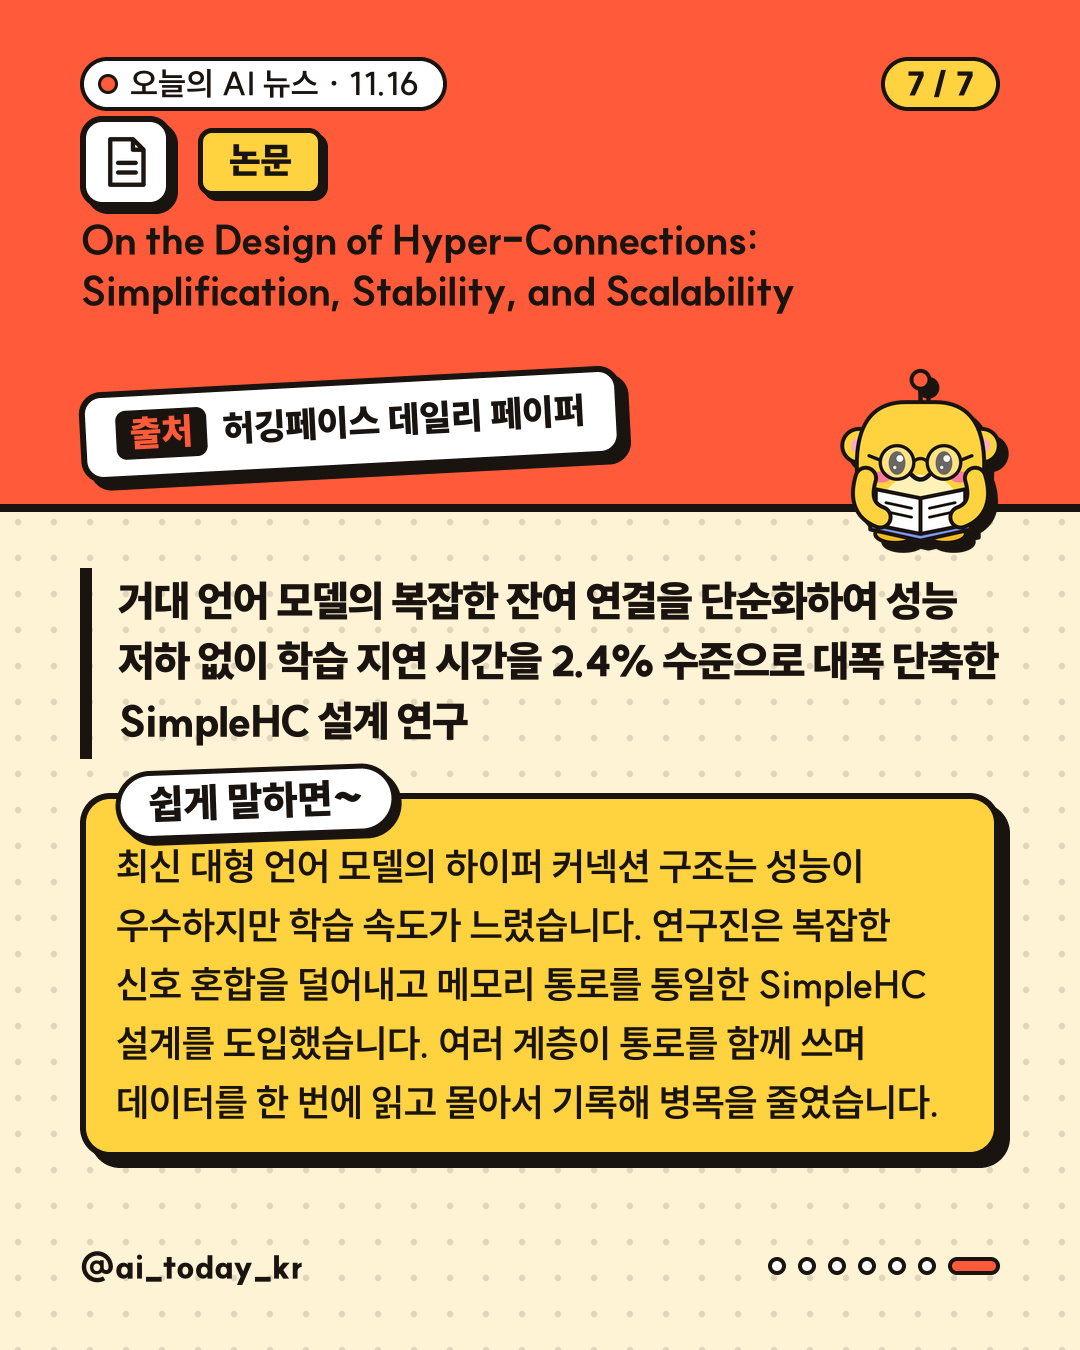 오늘의 AI 뉴스 · 11.16
7 / 7
논문
On the Design of Hyper-Connections:
Simplification, Stability, and Scalability
출처 허깅페이스 데일리 페이퍼
거대 언어 모델의 복잡한 잔여 연결을 단순화하여 성능
저하 없이 학습 지연 시간을 2.4% 수준으로 대폭 단축한
SimpleHC 설계 연구
쉽게 말하면~
최신 대형 언어 모델의 하이퍼 커넥션 구조는 성능이
우수하지만 학습 속도가 느렸습니다. 연구진은 복잡한
신호 혼합을 덜어내고 메모리 통로를 통일한 SimpleHC
설계를 도입했습니다. 여러 계층이 통로를 함께 쓰며
데이터를 한 번에 읽고 몰아서 기록해 병목을 줄였습니다.
@ai_today_kr